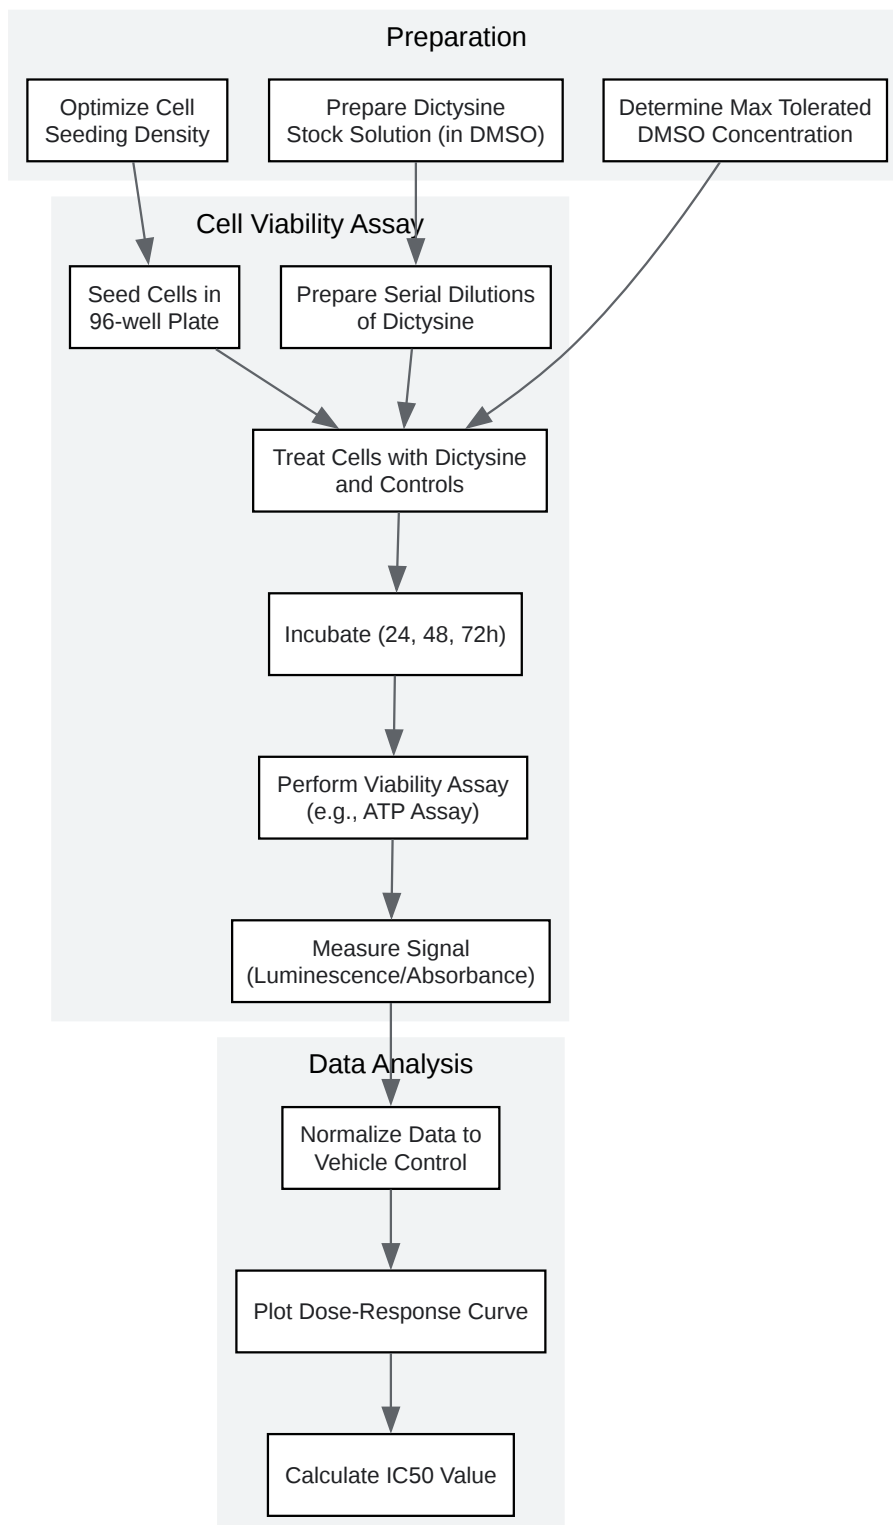 Preparation
Optimize Cell
Seeding Density
Prepare Dictysine
Stock Solution (in DMSO)
Determine Max Tolerated
DMSO Concentration
Cell Viability Assay
Seed Cells in
96-well Plate
Prepare Serial Dilutions
of Dictysine
Treat Cells with Dictysine
and Controls
Incubate (24, 48, 72h)
Perform Viability Assay
(e.g., ATP Assay)
Measure Signal
(Luminescence/Absorbance)
Data Analysis
Normalize Data to
Vehicle Control
Plot Dose-Response Curve
Calculate IC50 Value